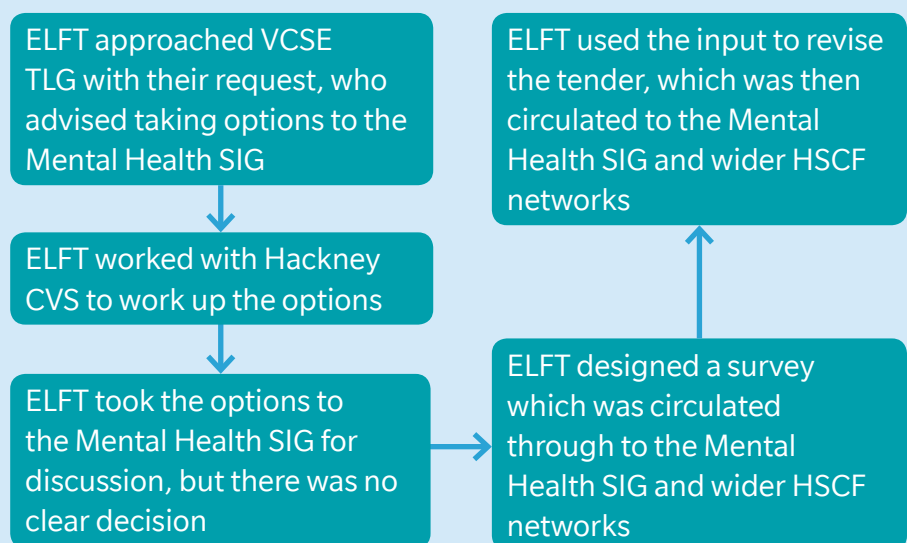 ELFT approached VCSE
TLG with their request, who
advised taking options to the
Mental Health SIG
ELFT worked with Hackney
CVS to work up the options
ELFT took the options to
the Mental Health SIG for
discussion, but there was no
clear decision
ELFT designed a survey
which was circulated
through to the Mental
Health SIG and wider HSCF
networks
ELFT used the input to revise
the tender, which was then
circulated to the Mental
Health SIG and wider HSCF
networks